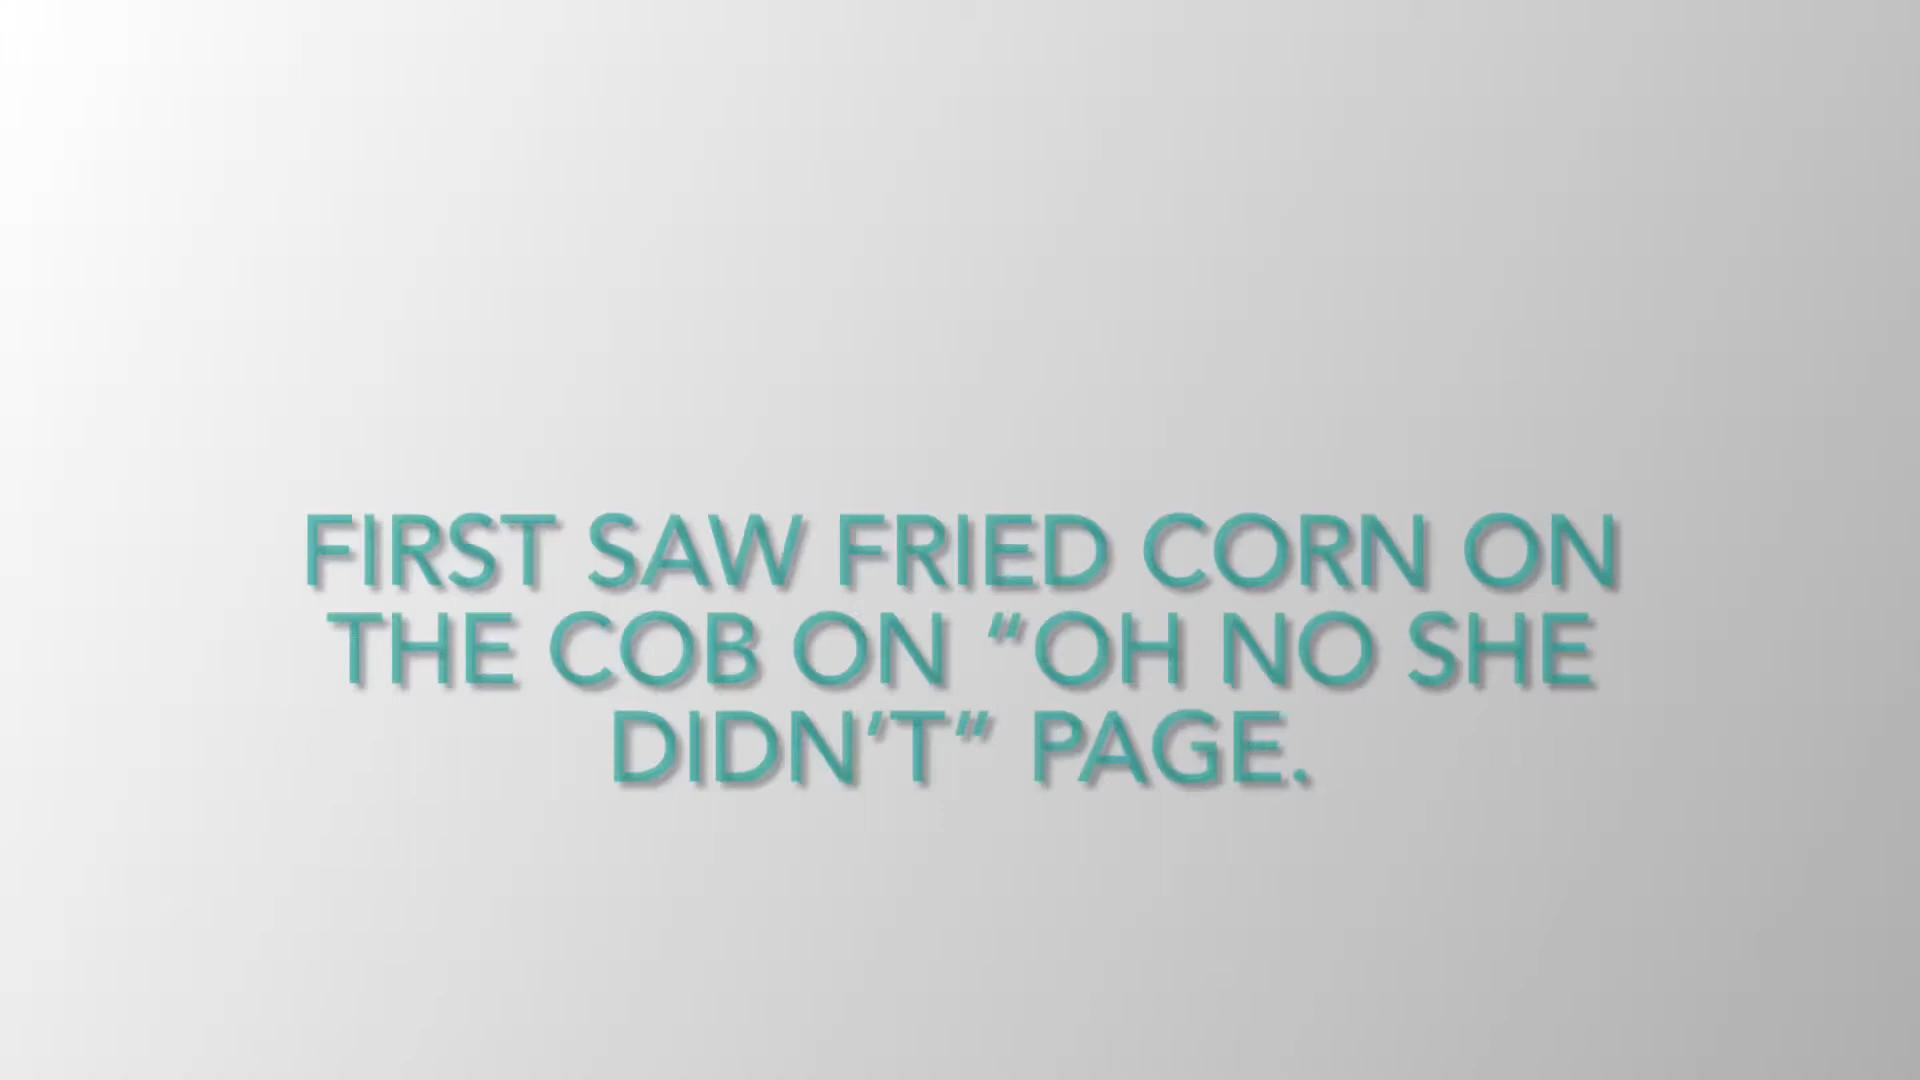 FIRST SAW FRIED CORN ON
THE COB ON “OH NO SHE
DIDN’T” PAGE.